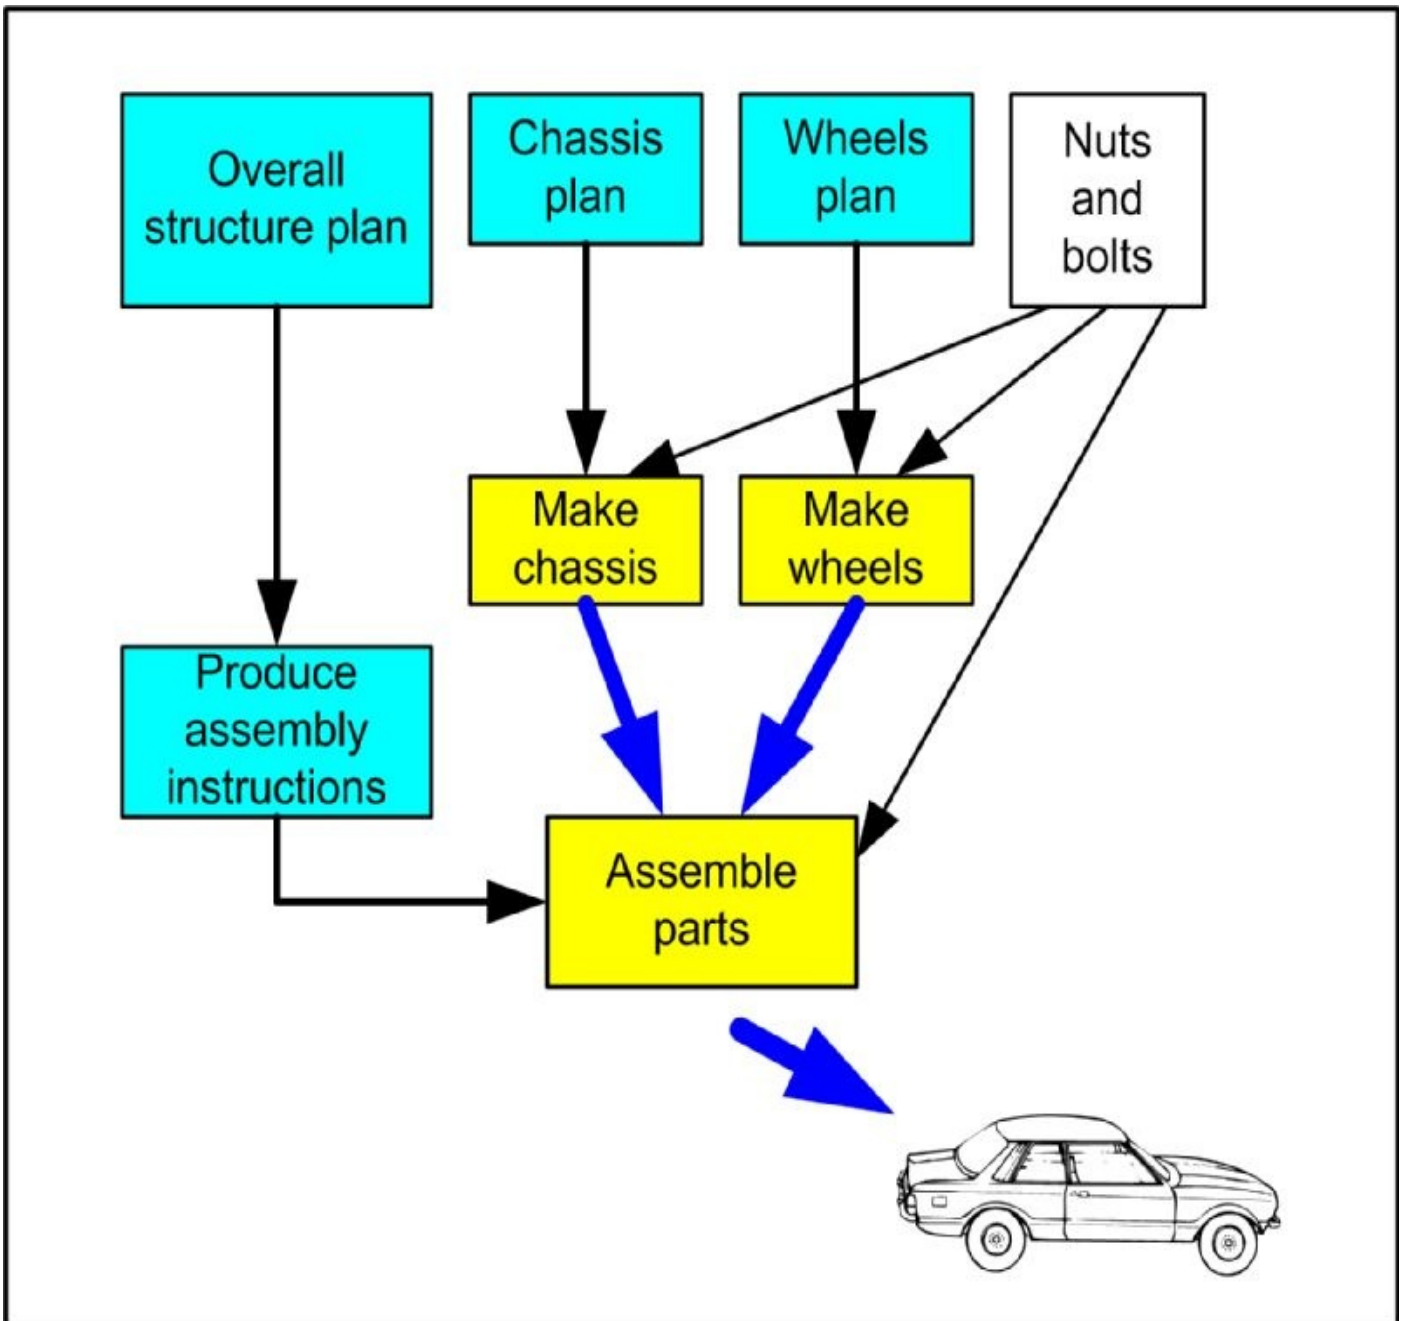 Overall
structure plan
Chassis
plan
Wheels
plan
Nuts
and
bolts
Make
chassis
Make
wheels
Produce
assembly
instructions
Assemble
parts